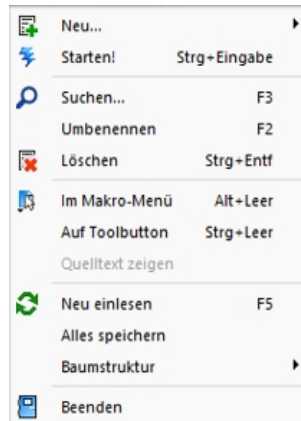 Neu...
Starten! Strg+Eingabe
Suchen... F3
Umbenennen F2
Löschen Strg+Entf
Im Makro-Menü Alt+Leer
Auf Toolbutton Strg+Leer
Quelltext zeigen
Neu einlesen F5
Alles speichern
Baumstruktur
Beenden